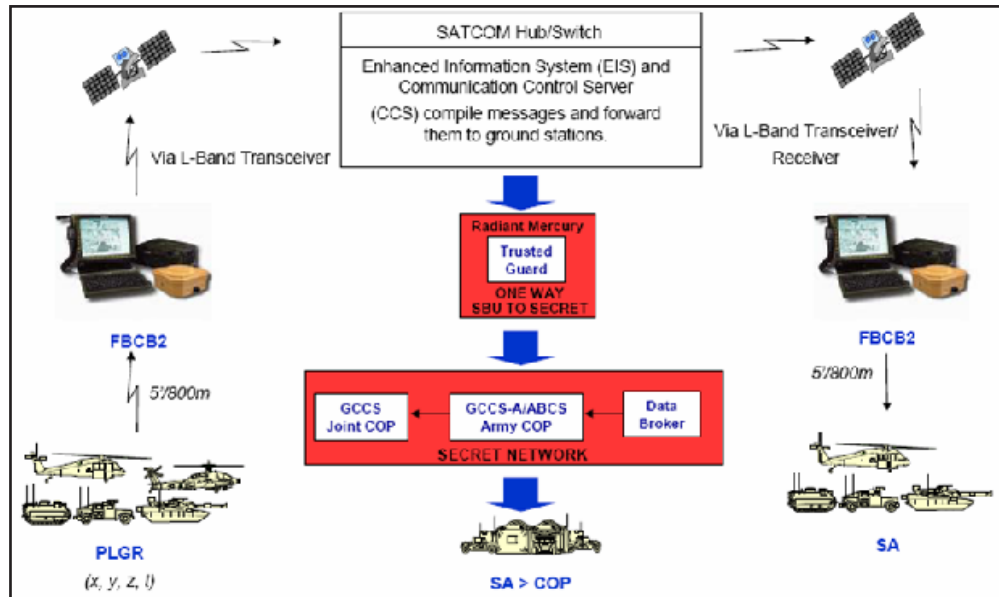 SATCOM Hub/Switch
Enhanced Information System (EIS) and
Communication Control Server
(CCS) compile messages and forward
them to ground stations.
Via L-Band Transceiver
Via L-Band Transceiver/
Receiver
Radiant Mercury
Trusted
Guard
ONE WAY
SBU TO SECRET
FBCB2
FBCB2
5'/800m
5'/800m
GCCS
Joint COP
GCCS-A/ABCS
Army COP
Data
Broker
SECRET NETWORK
PLGR
(x, y, z, t)
SA > COP
SA